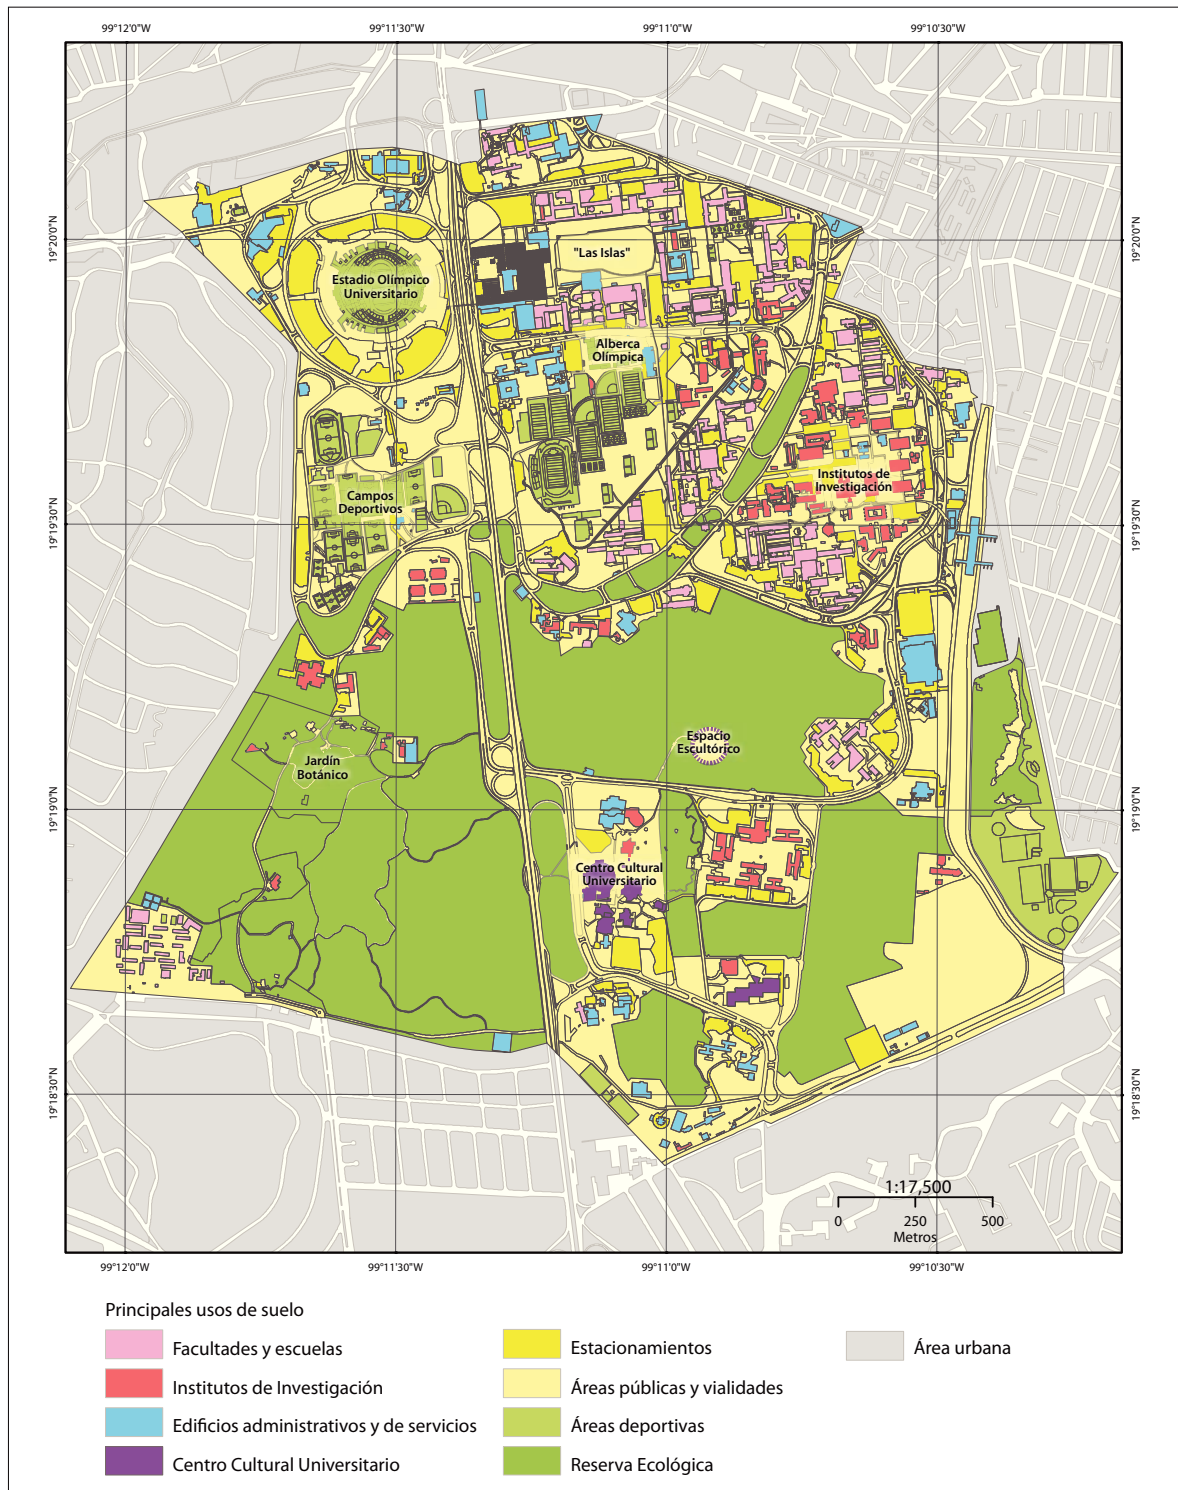 99°12'0"W
99°11'30"W
99°11'0"W
99°10'30"W
19°20'0"N
19°20'0"N
"Las Islas"
Estadio Olímpico
Universitario
Alberca
Olímpica
Institutos de
Investigación
Campos
Deportivos
19°19'30"N
19°19'30"N
Espacio
Escultórico
Jardín
Botánico
19°19'0"N
19°19'0"N
Centro Cultural
Universitario
19°18'30"N
19°18'30"N
1:17,500
0 250 500
Metros
99°12'0"W
99°11'30"W
99°11'0"W
99°10'30"W
Principales usos de suelo
Facultades y escuelas
Institutos de Investigación
Edificios administrativos y de servicios
Centro Cultural Universitario
Estacionamientos
Áreas públicas y vialidades
Áreas deportivas
Reserva Ecológica
Área urbana